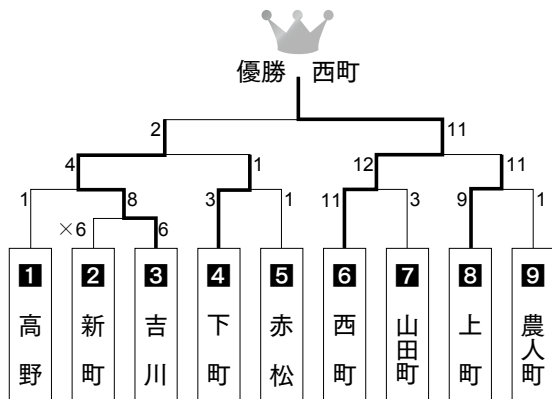 優勝 西町
2 11
4 1 12 11
1 8 3 1 11 3 9 1
×6 6
1 2 3 4 5 6 7 8 9
高野
新町
吉川
下町
赤松
西町
山田町
上町
農人町